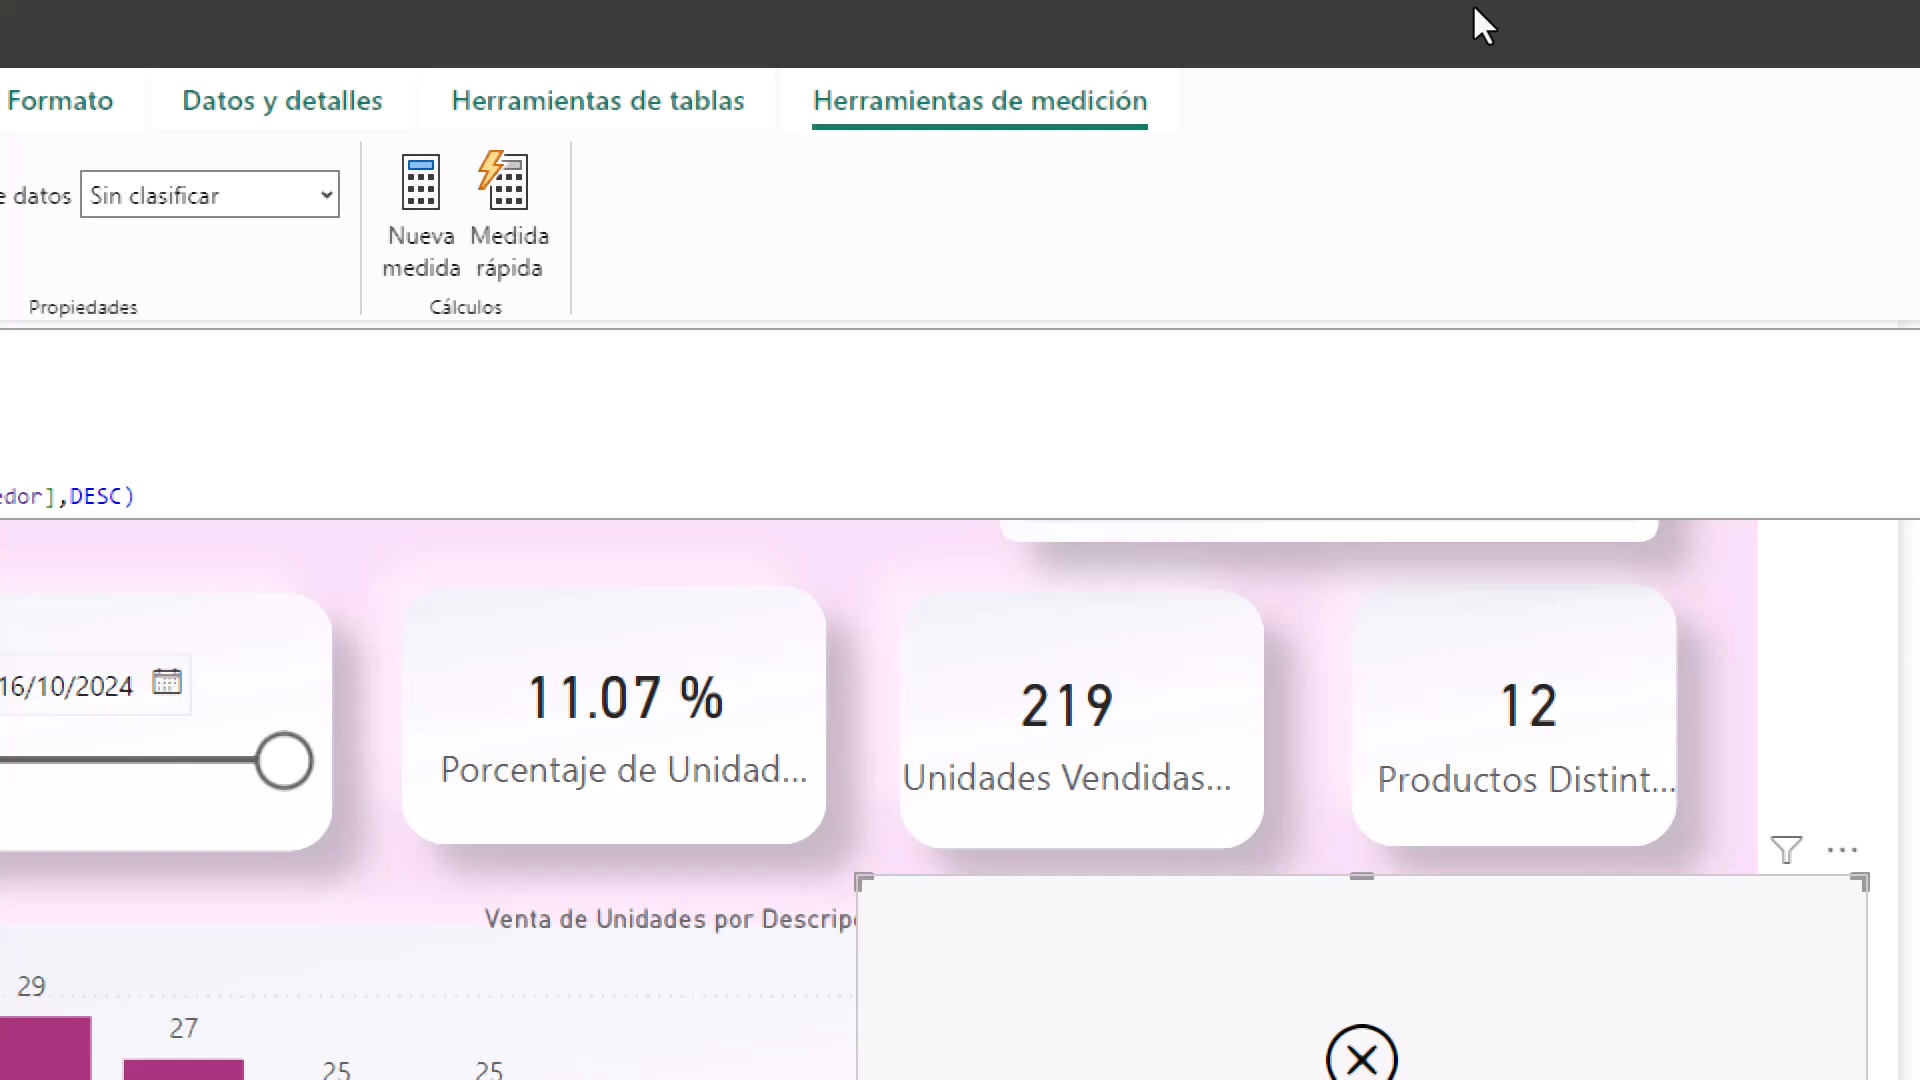 Formato Datos y detalles Herramientas de tablas Herramientas de medición
datos Sin clasificar
Nueva medida
Medida rápida
Propiedades Cálculos
],DESC)
16/10/2024
11.07 %
Porcentaje de Unidad...
219
Unidades Vendidas...
12
Productos Distint...
Venta de Unidades por Descrip
29
27
25
25